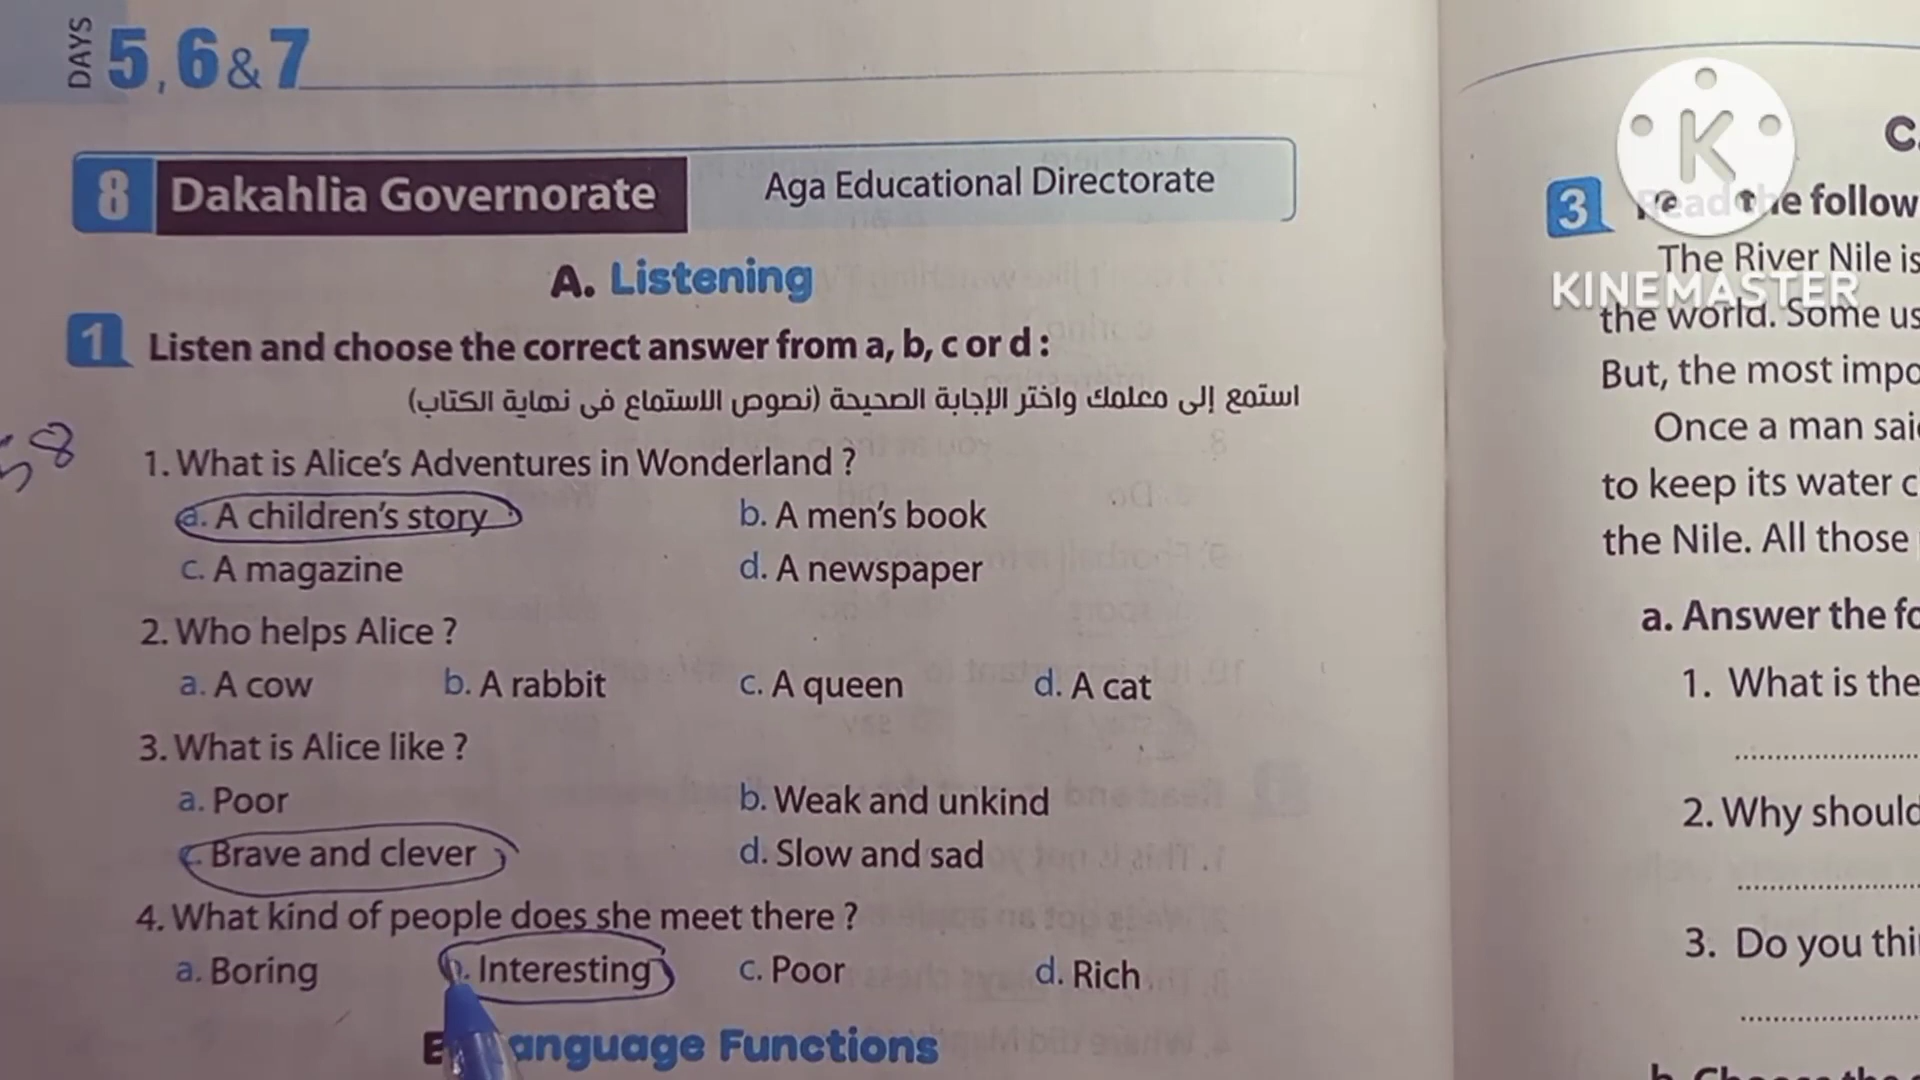 DAYS 5, 6 & 7
8 Dakahlia Governorate
Aga Educational Directorate
A. Listening
1 Listen and choose the correct answer from a, b, c or d :
استمع إلى معلمك واختر الإجابة الصحيحة (نصوص الاستماع فى نهاية الكتاب)
58
1. What is Alice's Adventures in Wonderland ?
a. A children's story
b. A men's book
c. A magazine
d. A newspaper
2. Who helps Alice ?
a. A cow b. A rabbit c. A queen d. A cat
3. What is Alice like ?
a. Poor
b. Weak and unkind
c. Brave and clever
d. Slow and sad
4. What kind of people does she meet there ?
a. Boring b. Interesting c. Poor d. Rich
anguage Functions
C.
3 Read the follow
The River Nile is
the world. Some us
But, the most impo
Once a man said
to keep its water c
the Nile. All those
a. Answer the fo
1. What is the
2. Why should
3. Do you thi
K
KINEMASTER